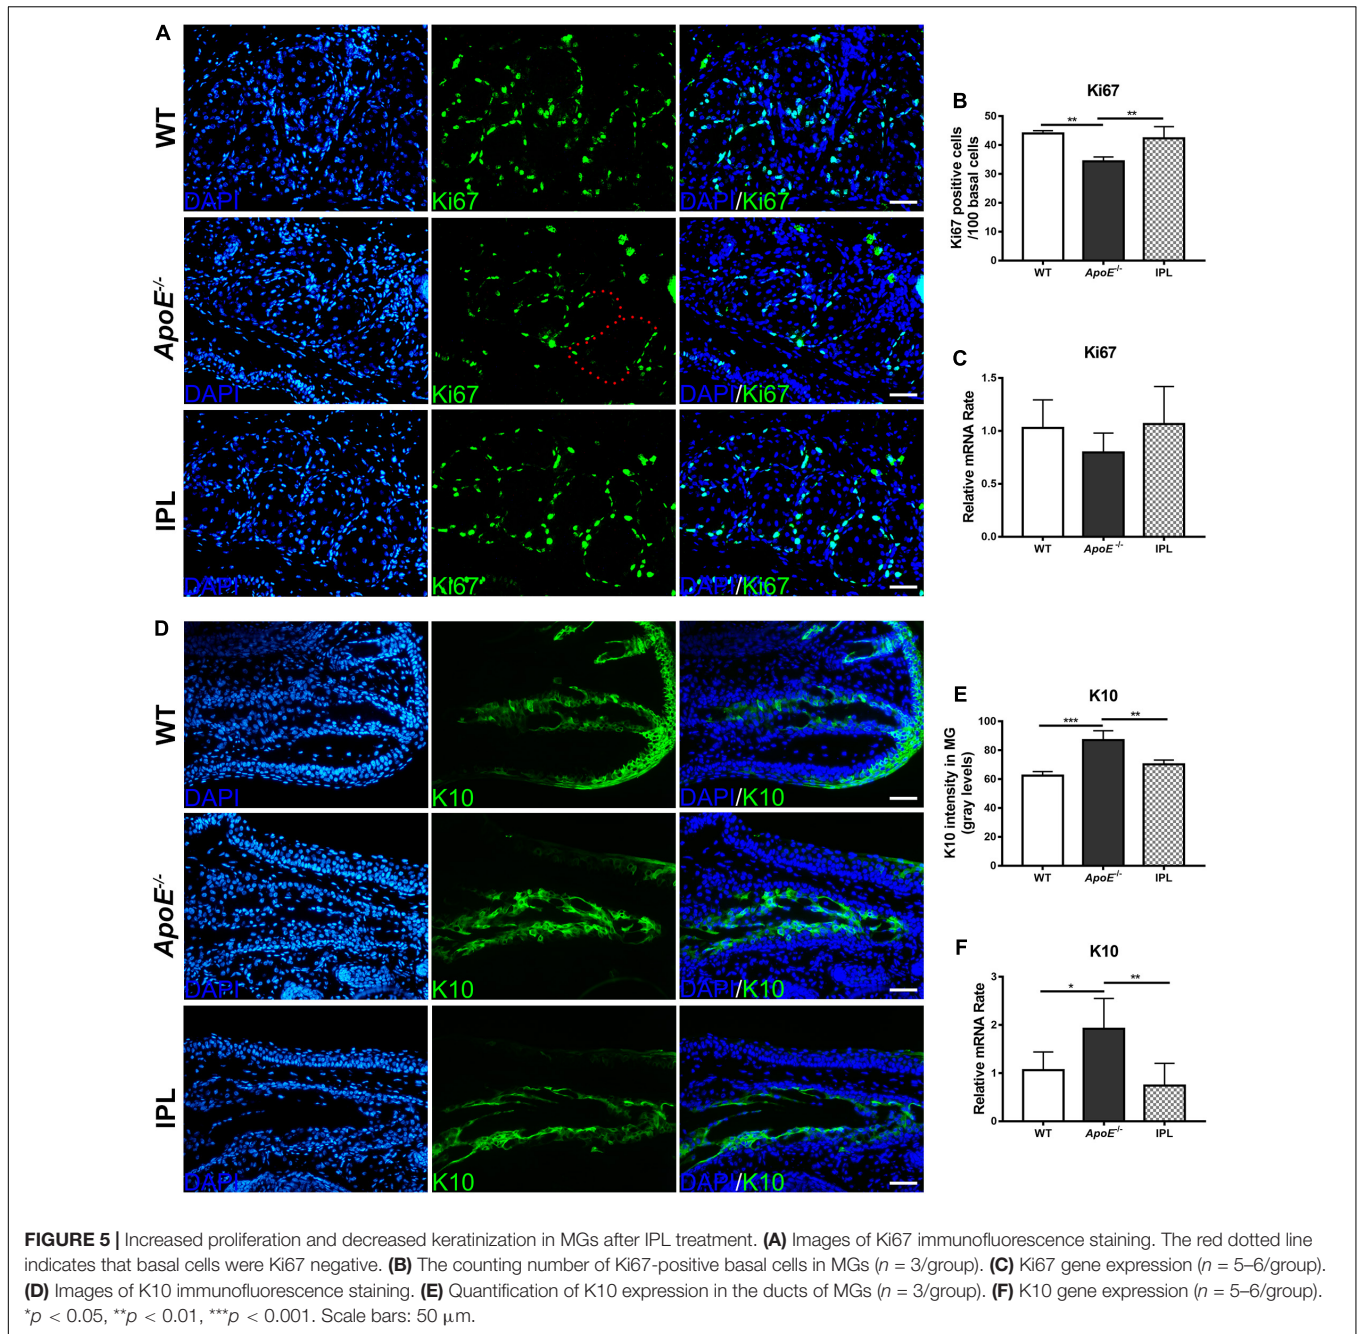 A
WT
DAPI
Ki67
DAPI/Ki67
ApoE-/-
DAPI
Ki67
DAPI/Ki67
IPL
DAPI
Ki67
DAPI/Ki67
B
Ki67
Ki67 positive cells
/100 basal cells
50
40
30
20
10
0
**
**
WT
ApoE-/-
IPL
C
Ki67
Relative mRNA Rate
1.5
1.0
0.5
0.0
WT
ApoE-/-
IPL
D
WT
DAPI
K10
DAPI/K10
ApoE-/-
DAPI
K10
DAPI/K10
IPL
DAPI
K10
DAPI/K10
E
K10
K10 intensity in MG
(gray levels)
100
80
60
40
20
0
***
**
WT
ApoE-/-
IPL
F
K10
Relative mRNA Rate
3
2
1
0
*
**
WT
ApoE-/-
IPL
FIGURE 5 | Increased proliferation and decreased keratinization in MGs after IPL treatment. (A) Images of Ki67 immunofluorescence staining. The red dotted line
indicates that basal cells were Ki67 negative. (B) The counting number of Ki67-positive basal cells in MGs (n = 3/group). (C) Ki67 gene expression (n = 5–6/group).
(D) Images of K10 immunofluorescence staining. (E) Quantification of K10 expression in the ducts of MGs (n = 3/group). (F) K10 gene expression (n = 5–6/group).
*p < 0.05, **p < 0.01, ***p < 0.001. Scale bars: 50 μm.